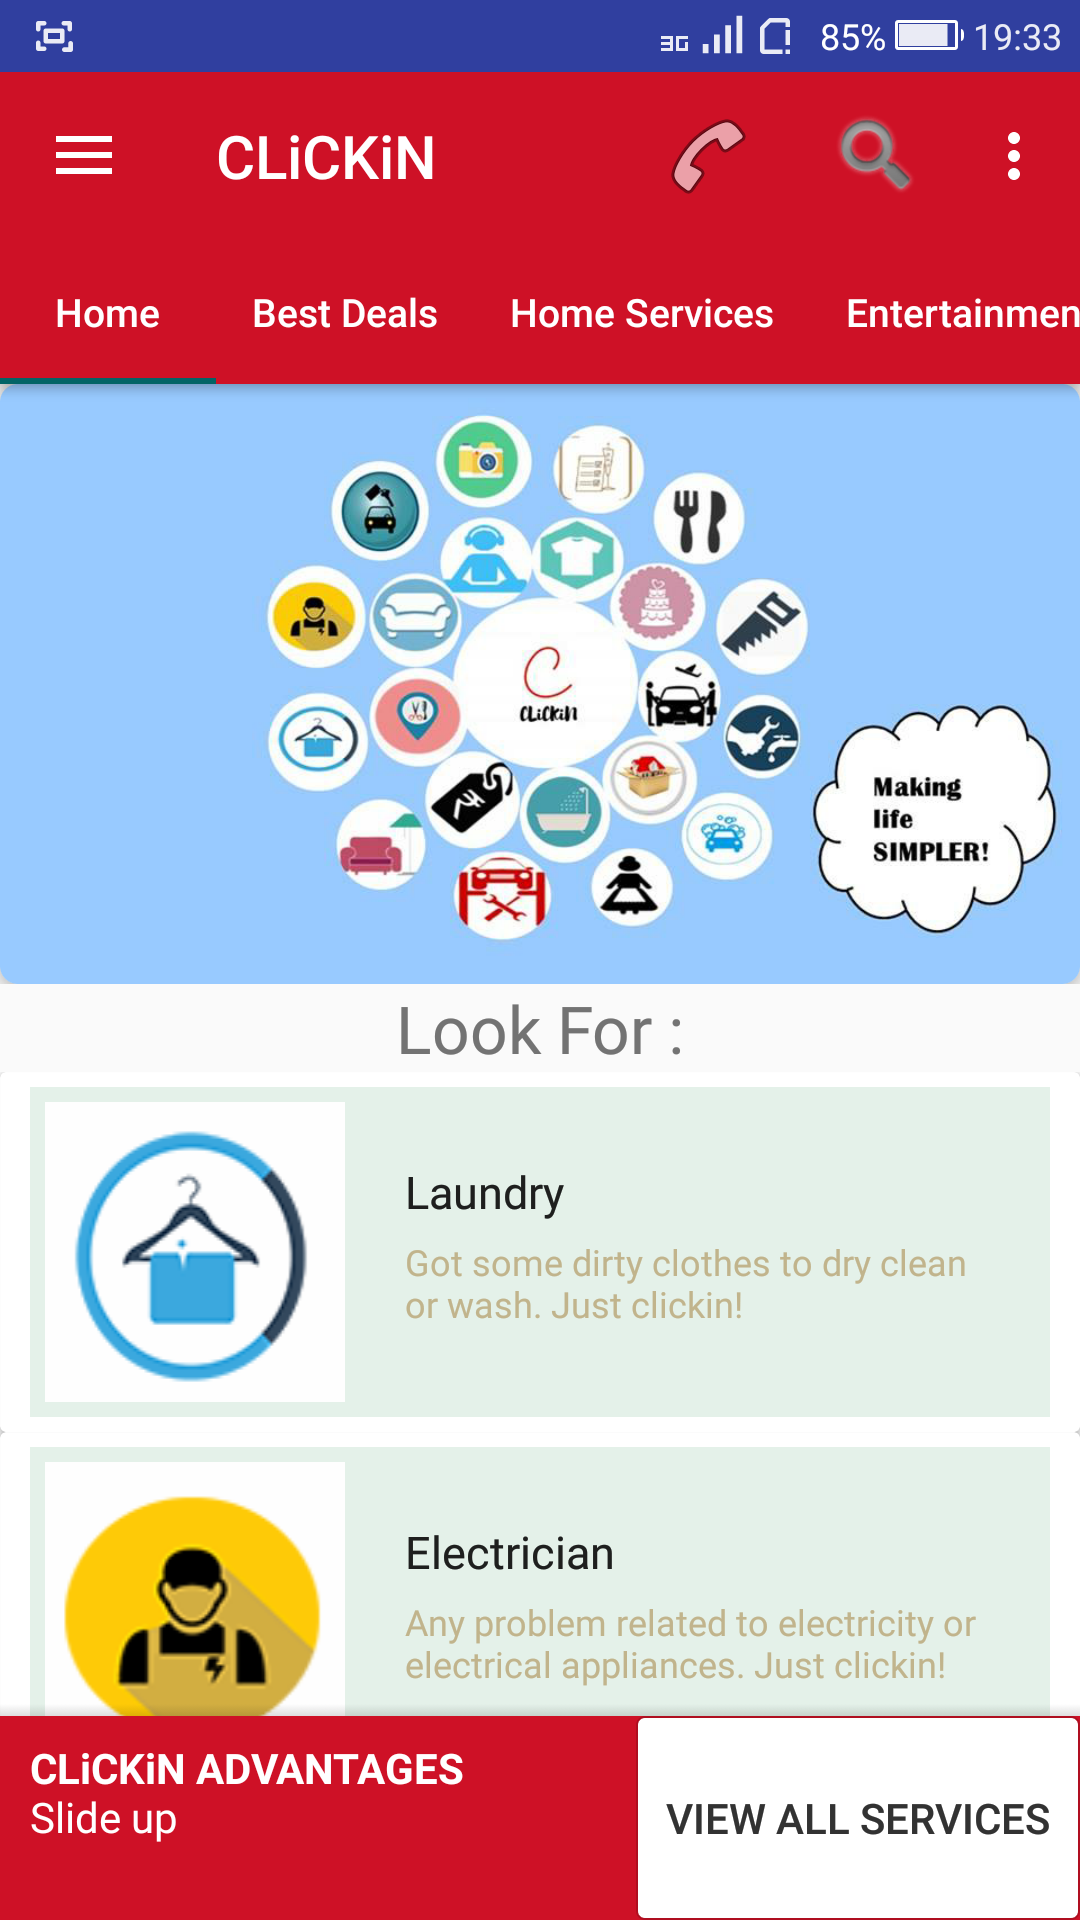 3G 85% 19:33
CLiCKiN
Home Best Deals Home Services Entertainmen
C
CLiCKiN
Making
life
SIMPLER!
Look For :
Laundry
Got some dirty clothes to dry clean
or wash. Just clickin!
Electrician
Any problem related to electricity or
electrical appliances. Just clickin!
CLiCKiN ADVANTAGES
Slide up
VIEW ALL SERVICES